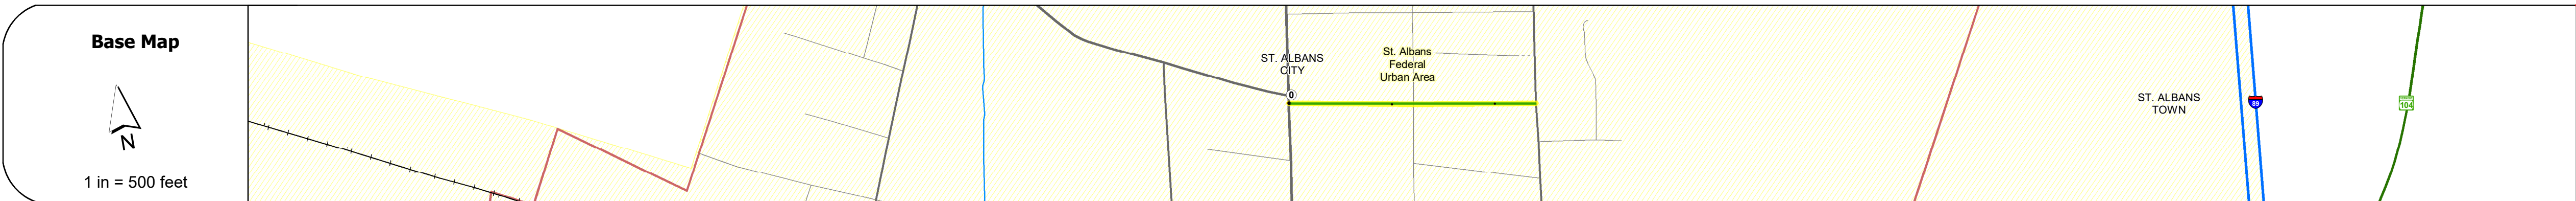 Base Map
N
1 in = 500 feet
ST. ALBANS
CITY
0
St. Albans
Federal
Urban Area
ST. ALBANS
TOWN
89
104